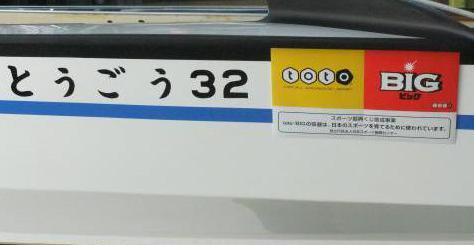 とうごう32
toto
BIG
ビッグ
スポーツ振興くじ助成事業
toto・BIGの収益は、日本のスポーツを育てるために使われています。